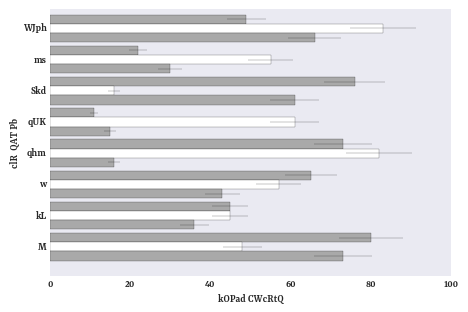 WJph
ms
Skd
qUK
qhm
w
kL
M
clR QAT Pb
0 20 40 60 80 100
kOPad CWcRtQ